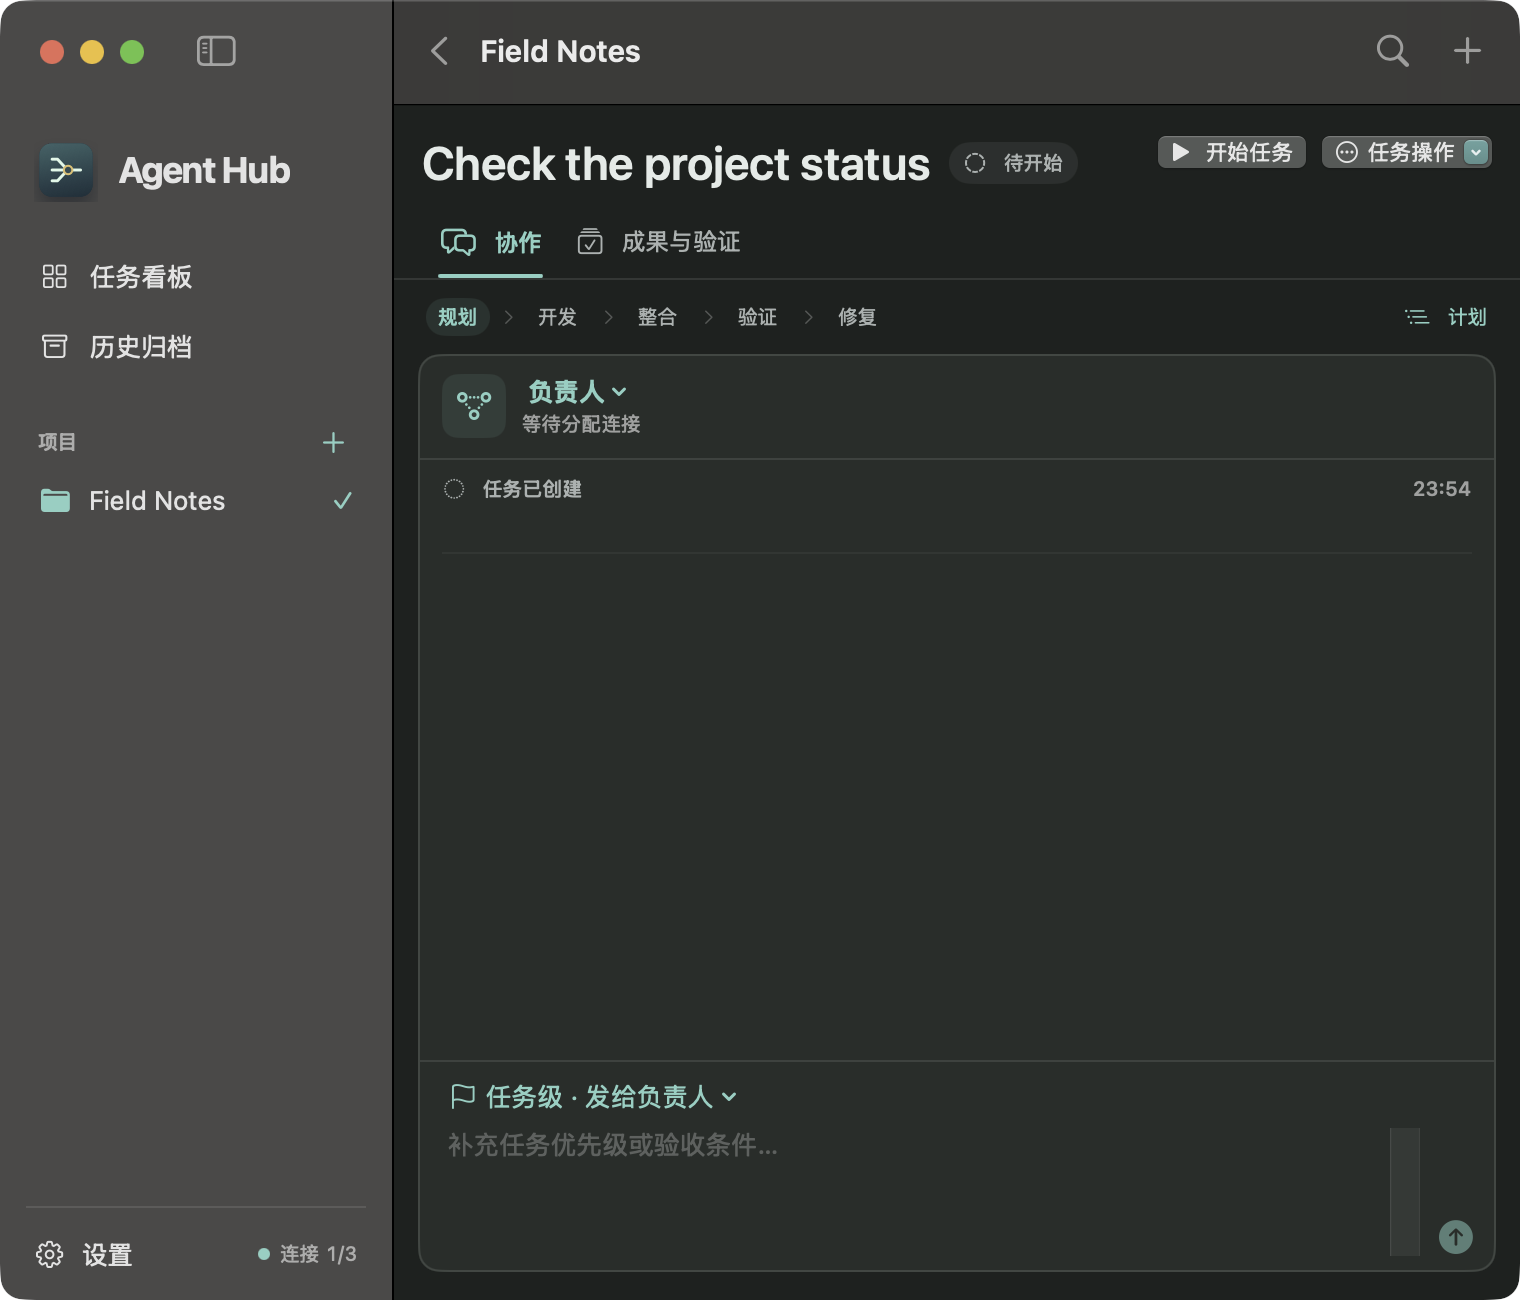 Field Notes
Agent Hub
任务看板
历史归档
项目
Field Notes
设置
连接 1/3
Check the project status
待开始
开始任务
任务操作
协作
成果与验证
规划
开发
整合
验证
修复
计划
负责人
等待分配连接
任务已创建
23:54
任务级 · 发给负责人
补充任务优先级或验收条件...